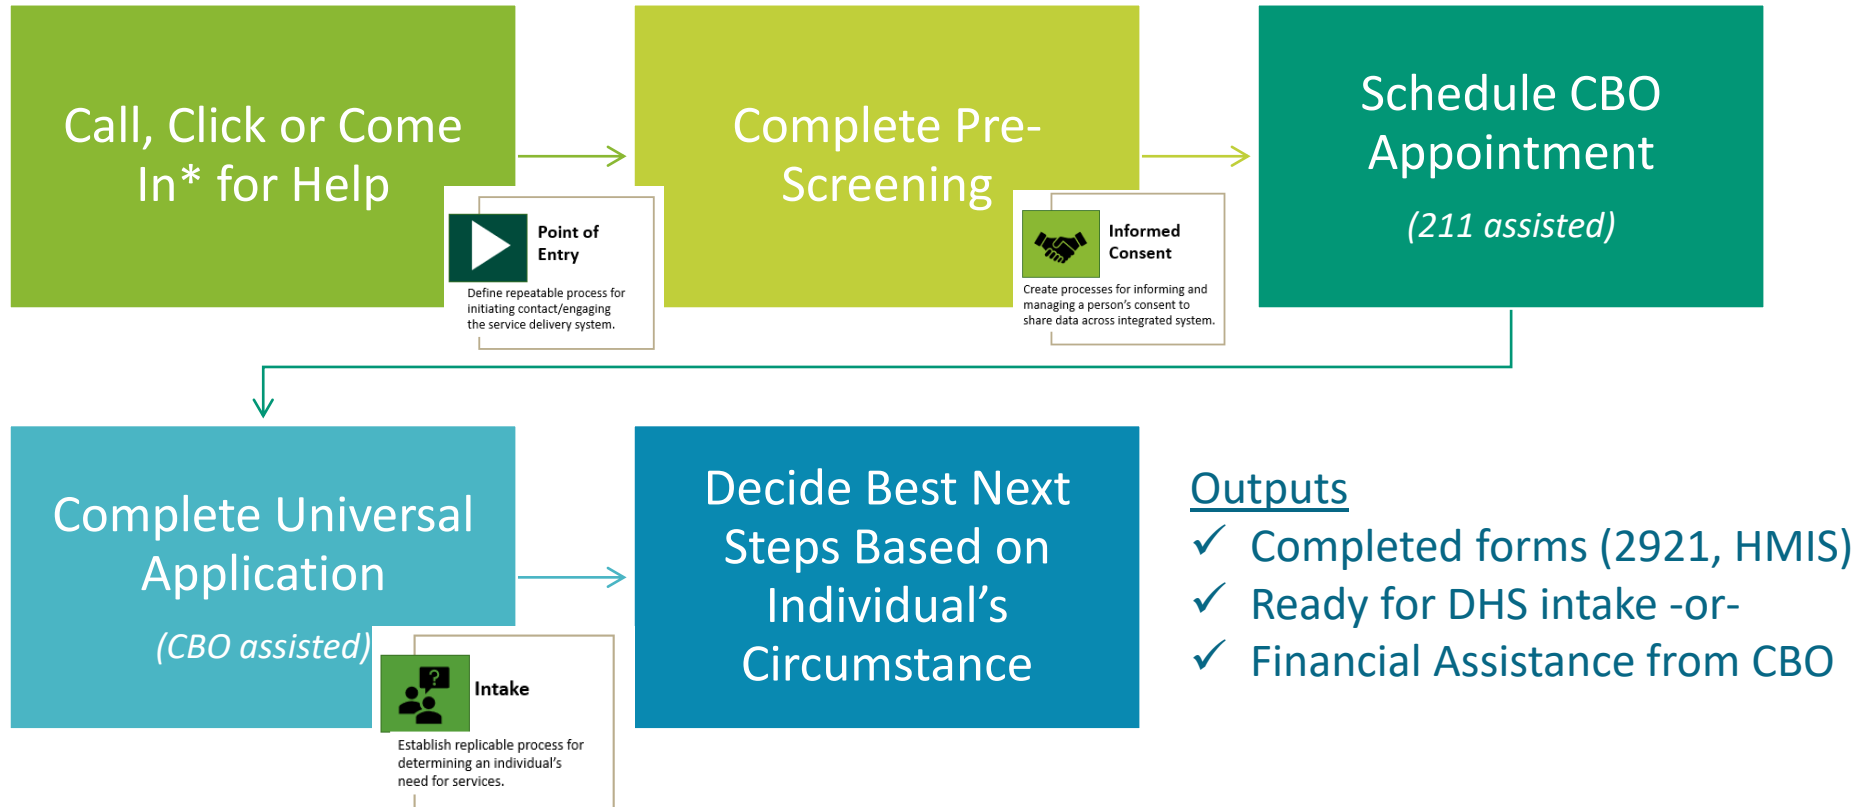 Call, Click or Come
In* for Help
Point of
Entry
Define repeatable process for
initiating contact/engaging
the service delivery system.
Complete Pre-
Screening
Informed
Consent
Create processes for informing and
managing a person's consent to
share data across integrated system.
Schedule CBO
Appointment
(211 assisted)
Complete Universal
Application
(CBO assisted)
?
Intake
Establish replicable process for
determining an individual's
need for services.
Decide Best Next
Steps Based on
Individual's
Circumstance
Outputs
✓ Completed forms (2921, HMIS)
✓ Ready for DHS intake -or-
✓ Financial Assistance from CBO